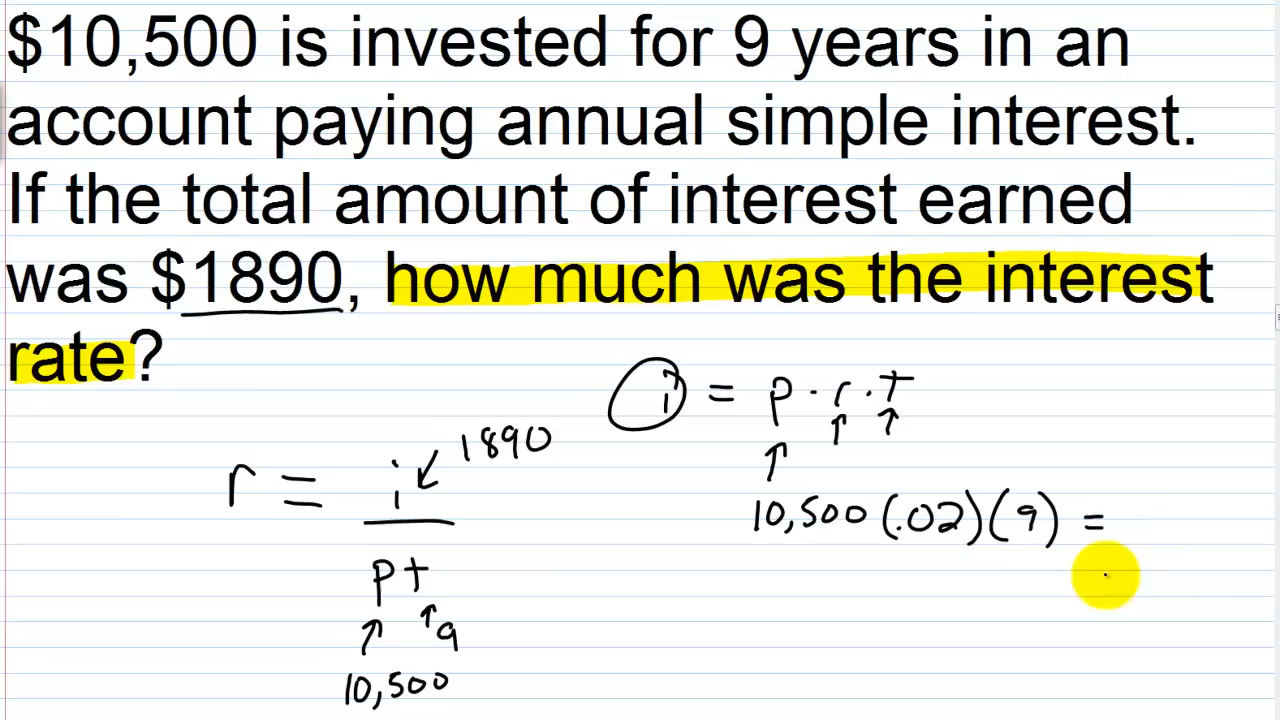 $10,500 is invested for 9 years in an
account paying annual simple interest.
If the total amount of interest earned
was $1890, how much was the interest
rate?
i = p · r · t
r = i 1890
p t
9
10,500
10,500 (.02)(9) =